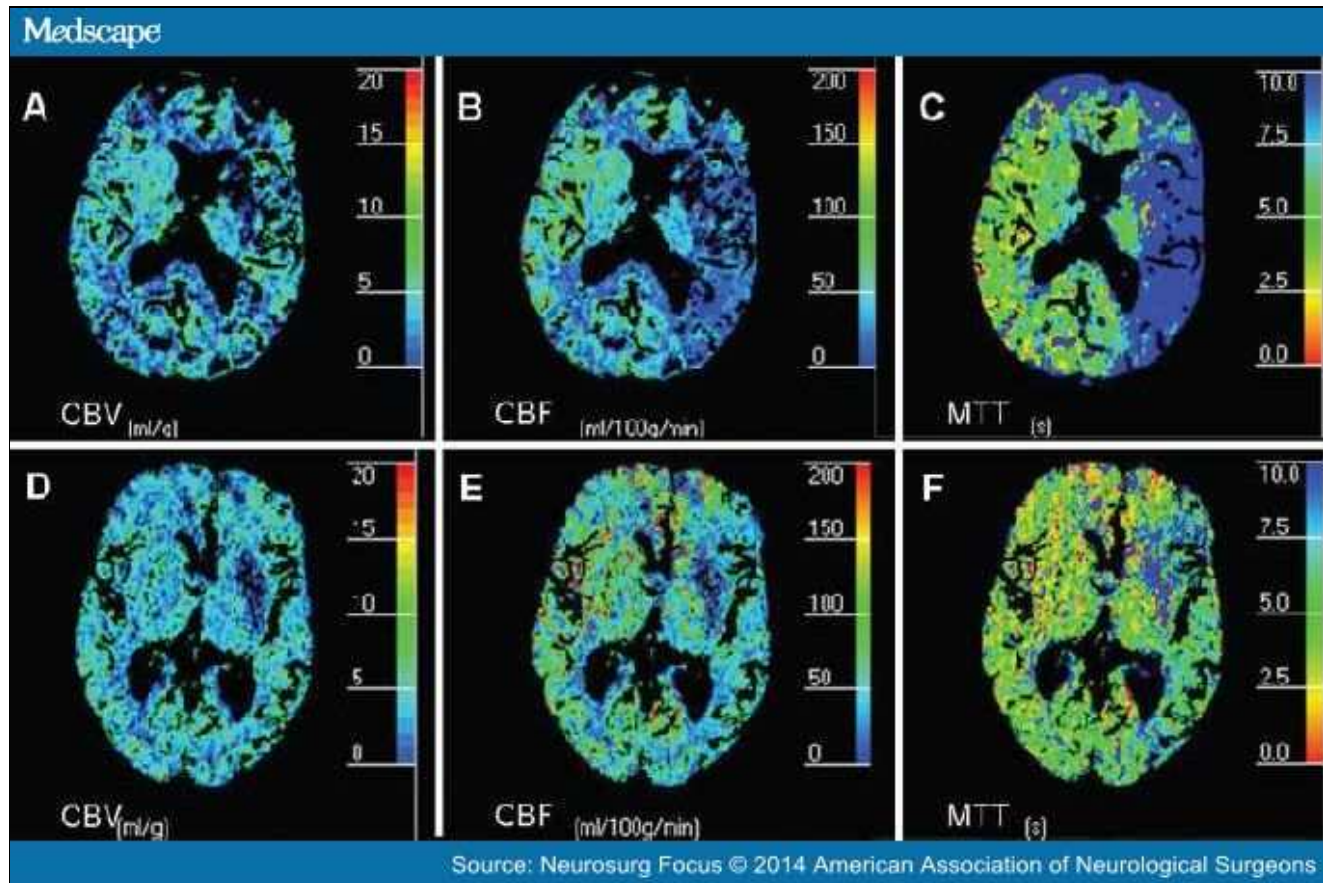 Medscape
A
20
15
10
5
0
CBV (ml/g)
B
200
150
100
50
0
CBF (ml/100g/min)
C
10.0
7.5
5.0
2.5
0.0
MTT (s)
D
20
15
10
5
0
CBV (ml/g)
E
200
150
100
50
0
CBF (ml/100g/min)
F
10.0
7.5
5.0
2.5
0.0
MTT (s)
Source: Neurosurg Focus © 2014 American Association of Neurological Surgeons